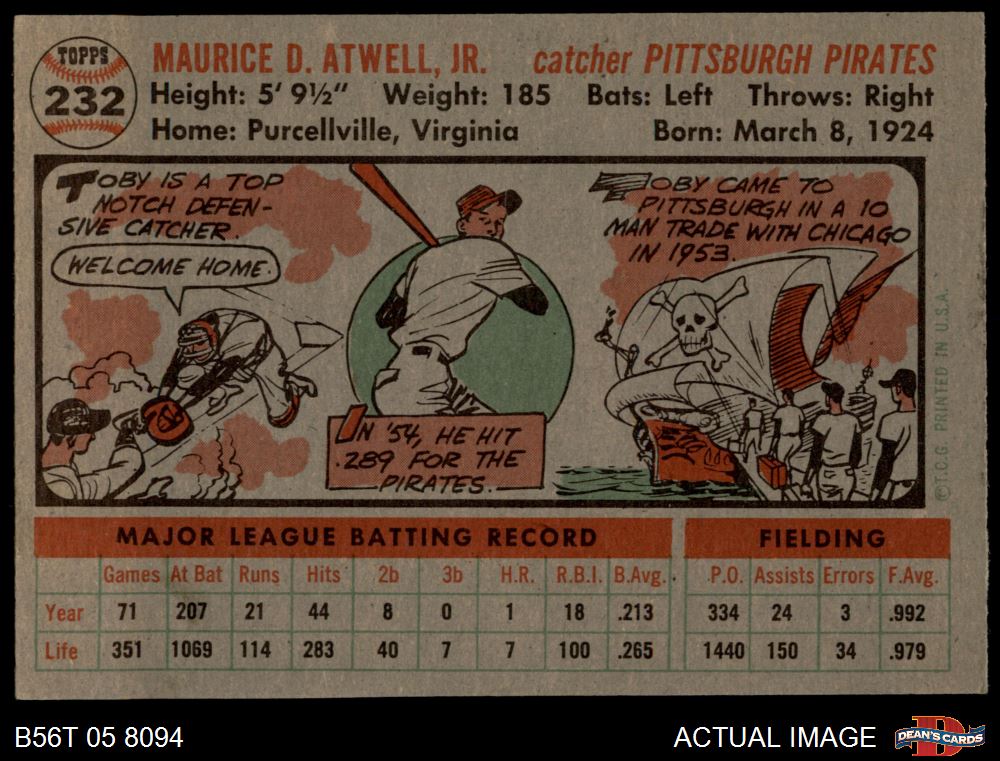 TOPPS
232
MAURICE D. ATWELL, JR. catcher PITTSBURGH PIRATES
Height: 5' 9½" Weight: 185 Bats: Left Throws: Right
Home: Purcellville, Virginia Born: March 8, 1924
TOBY IS A TOP
NOTCH DEFEN-
SIVE CATCHER.
WELCOME HOME.
IN '54, HE HIT
.289 FOR THE
PIRATES.
TOBY CAME TO
PITTSBURGH IN A 10
MAN TRADE WITH CHICAGO
IN 1953.
©T.C.G. PRINTED IN U.S.A.
MAJOR LEAGUE BATTING RECORD FIELDING
Games At Bat Runs Hits 2b 3b H.R. R.B.I. B.Avg. P.O. Assists Errors F.Avg.
Year 71 207 21 44 8 0 1 18 .213 334 24 3 .992
Life 351 1069 114 283 40 7 7 100 .265 1440 150 34 .979
B56T 05 8094 ACTUAL IMAGE
DEAN'S CARDS